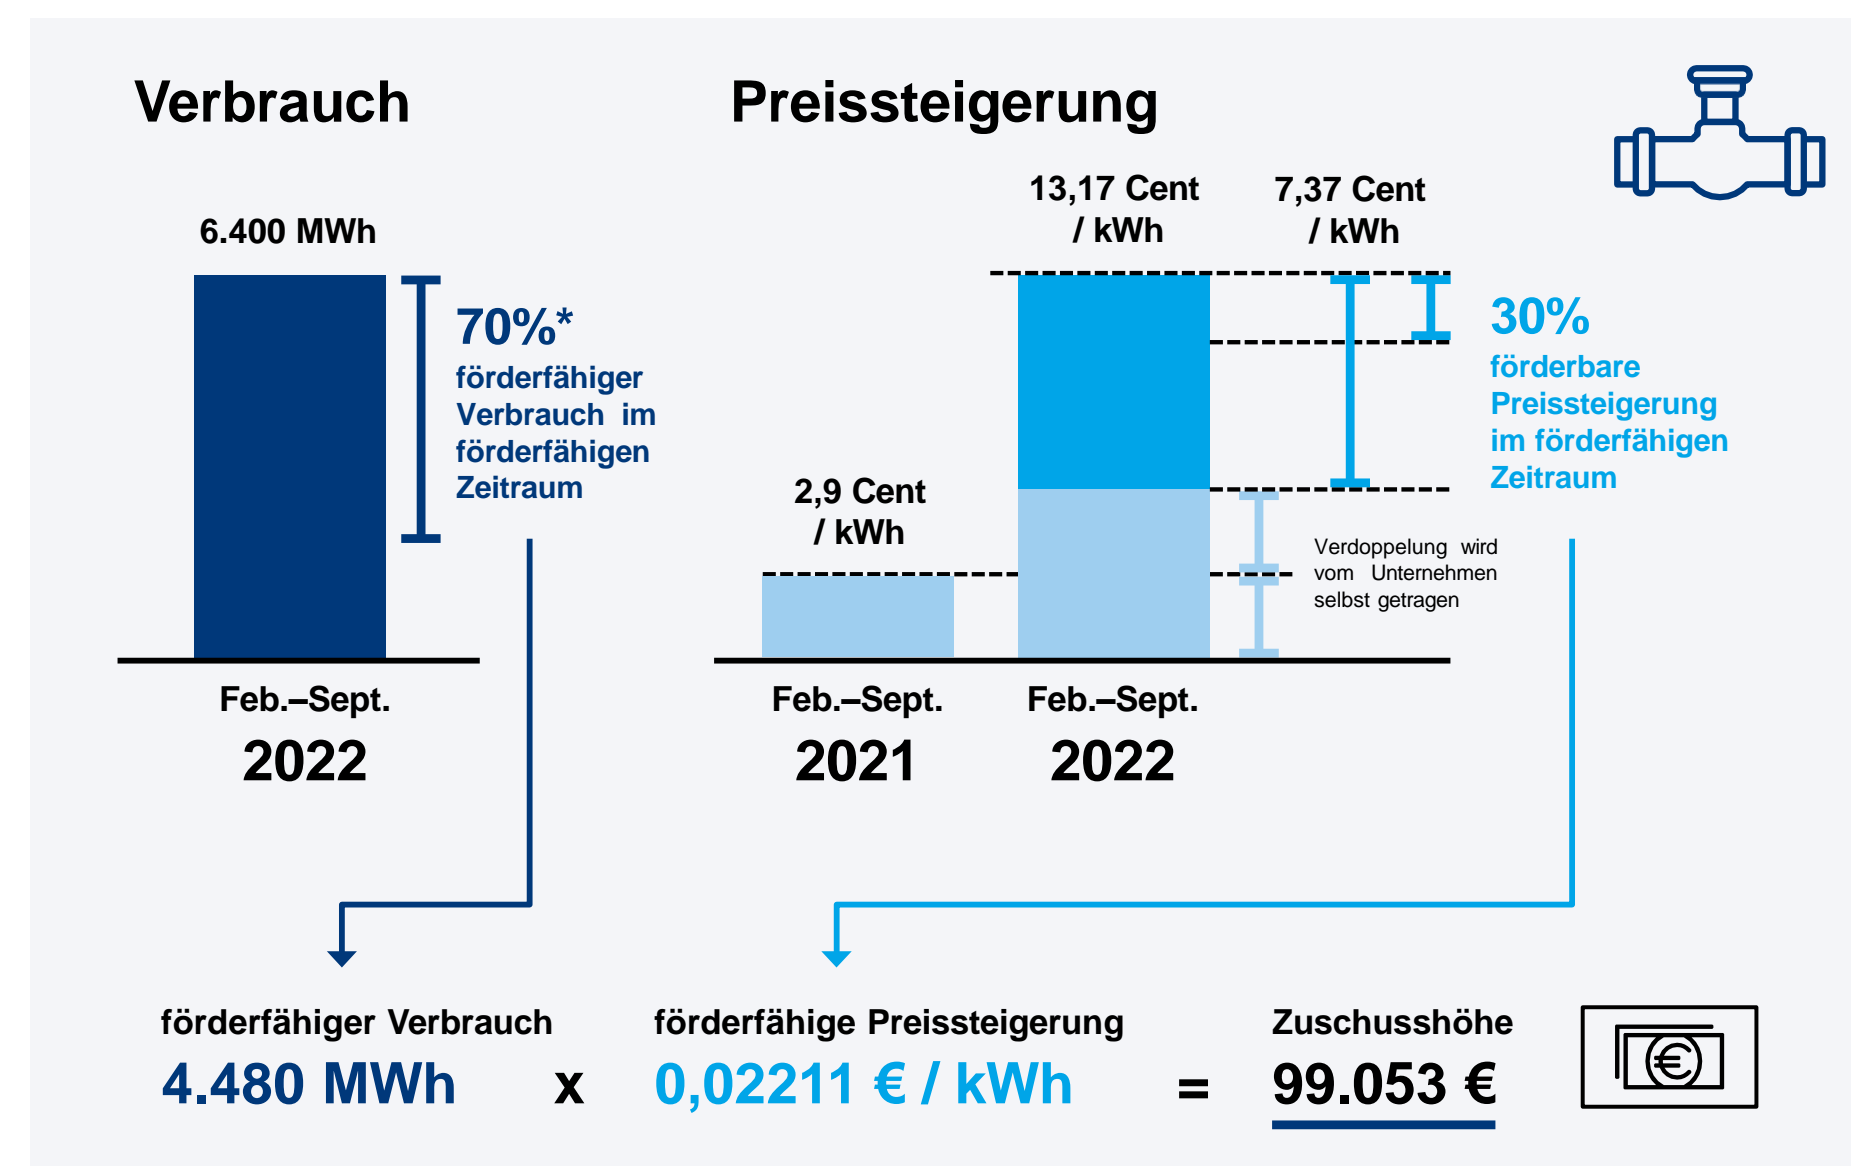 Verbrauch
Preissteigerung
6.400 MWh
70%*
förderfähiger
Verbrauch im
förderfähigen
Zeitraum
Feb.–Sept.
2022
2,9 Cent
/ kWh
13,17 Cent
/ kWh
7,37 Cent
/ kWh
30%
förderbare
Preissteigerung
im förderfähigen
Zeitraum
Verdoppelung wird
vom Unternehmen
selbst getragen
Feb.–Sept.
2021
Feb.–Sept.
2022
förderfähiger Verbrauch
4.480 MWh
x
förderfähige Preissteigerung
0,02211 € / kWh
=
Zuschusshöhe
99.053 €
€